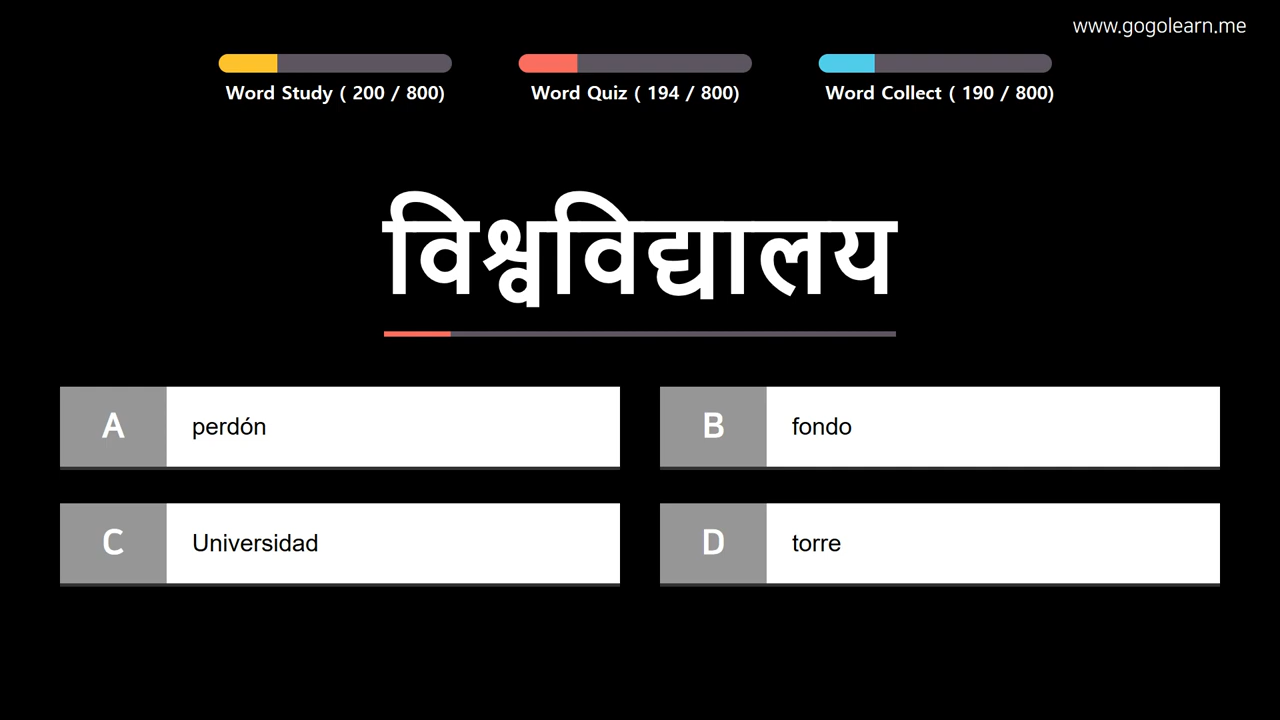 www.gogolearn.me
Word Study ( 200 / 800)
Word Quiz ( 194 / 800)
Word Collect ( 190 / 800)
विश्वविद्यालय
A perdón
B fondo
C Universidad
D torre